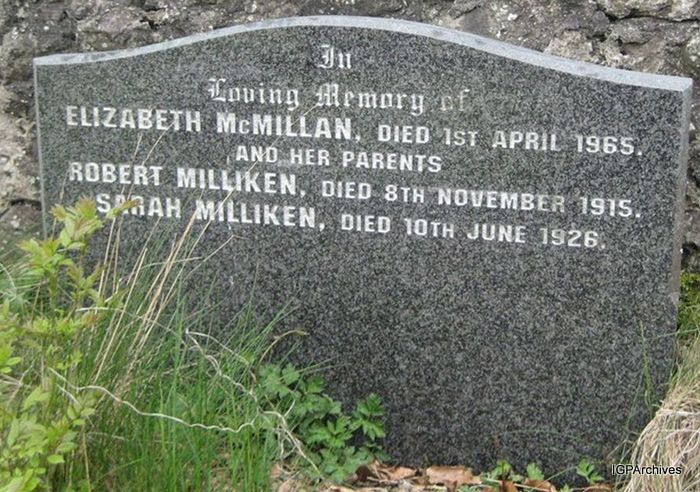 In
Loving Memory of
ELIZABETH McMILLAN, DIED 1ST APRIL 1965.
AND HER PARENTS
ROBERT MILLIKEN, DIED 8TH NOVEMBER 1915.
SARAH MILLIKEN, DIED 10TH JUNE 1926.
IGPArchives